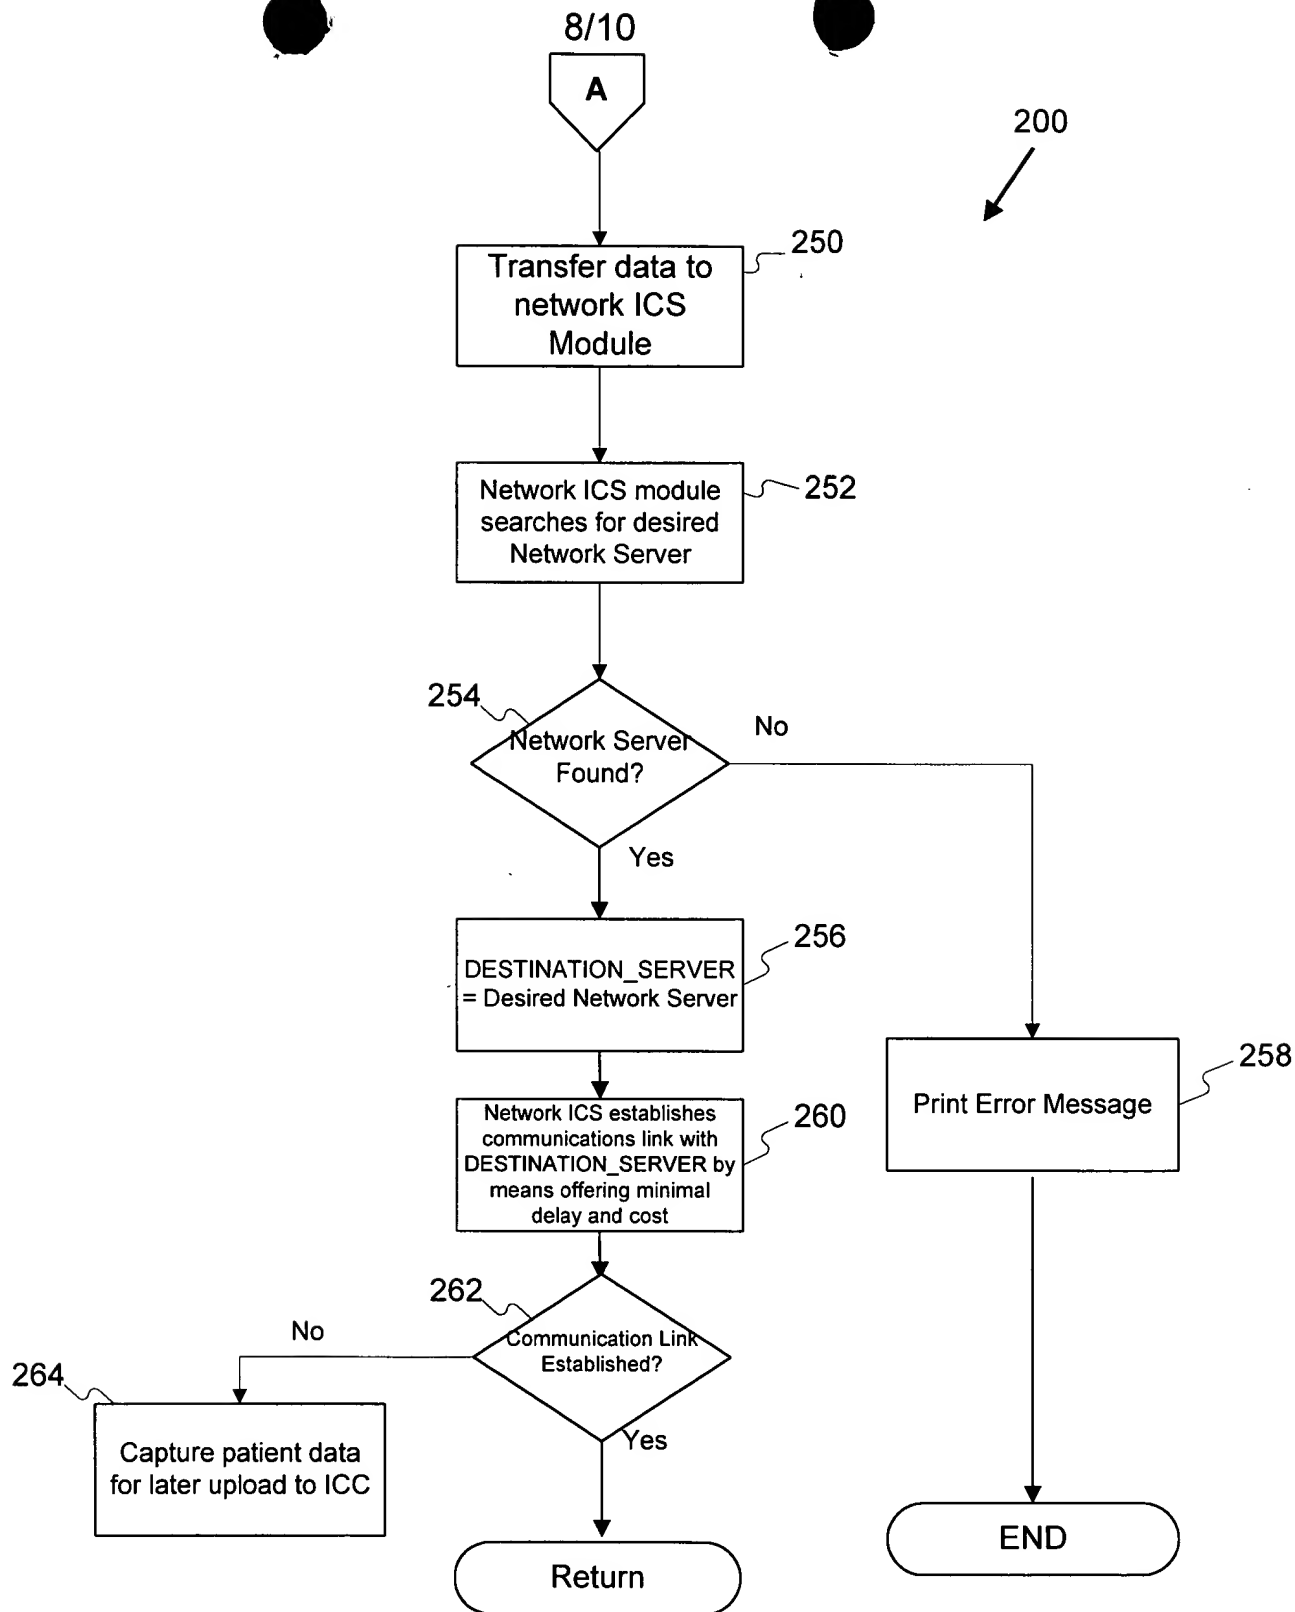 8/10
A
200
250
Transfer data to
network ICS
Module
252
Network ICS module
searches for desired
Network Server
254
Network Server
Found?
No
Yes
256
DESTINATION_SERVER
= Desired Network Server
258
Print Error Message
260
Network ICS establishes
communications link with
DESTINATION_SERVER by
means offering minimal
delay and cost
262
Communication Link
Established?
No
Yes
264
Capture patient data
for later upload to ICC
END
Return